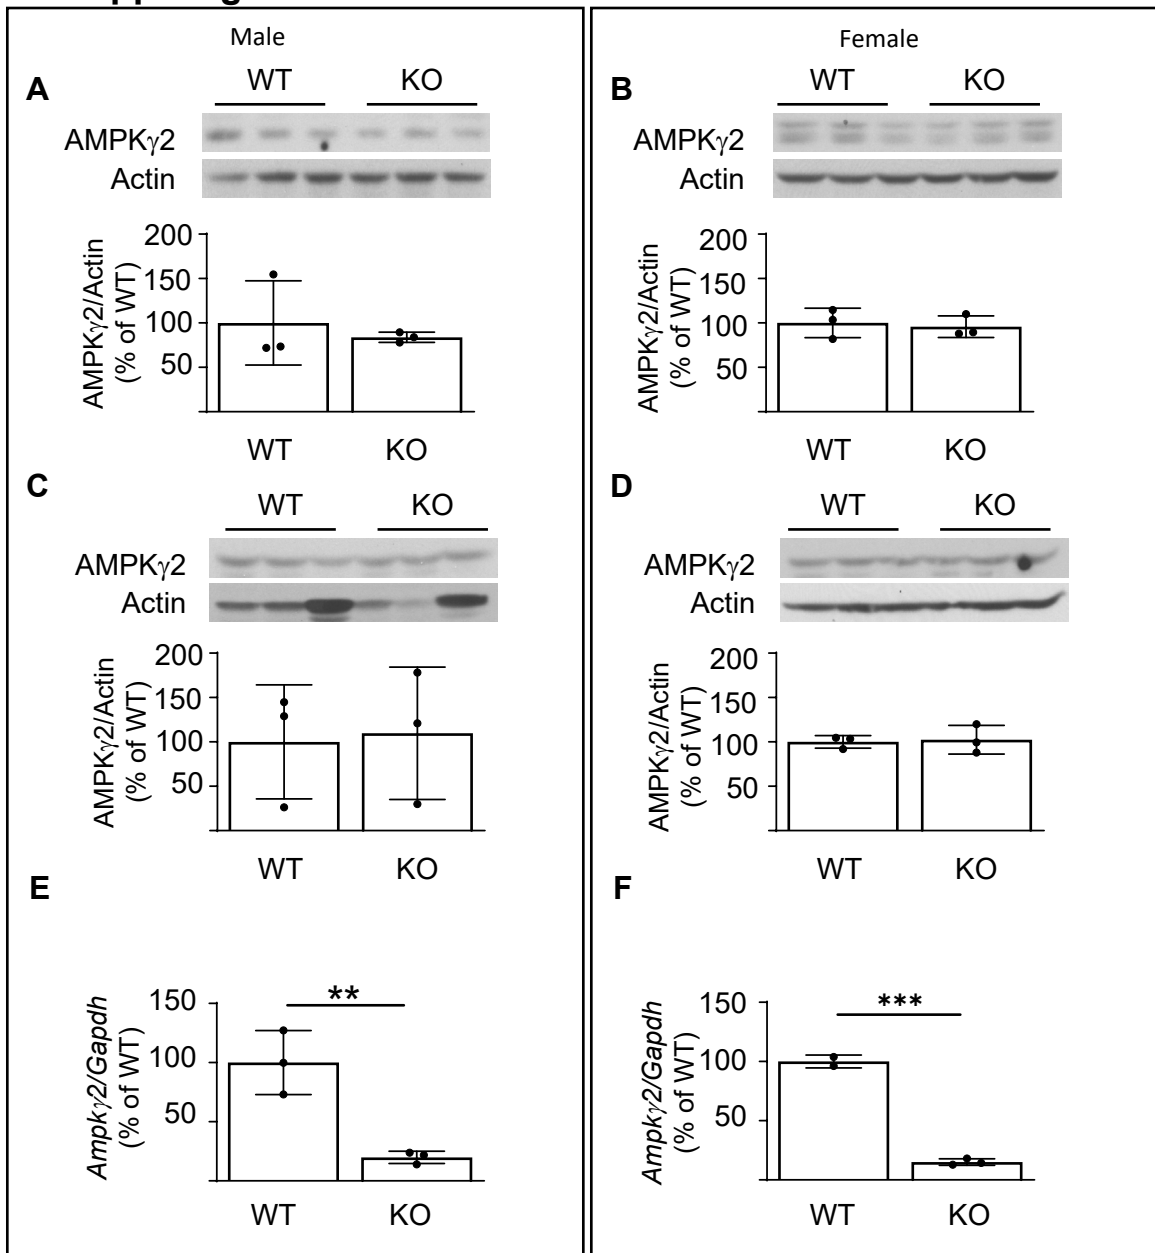 Male
A
WT KO
AMPKγ2
Actin
AMPKγ2/Actin
(% of WT)
200
150
100
50
WT KO
C
WT KO
AMPKγ2
Actin
AMPKγ2/Actin
(% of WT)
200
150
100
50
WT KO
E
**
Ampkγ2/Gapdh
(% of WT)
150
100
50
WT KO
Female
B
WT KO
AMPKγ2
Actin
AMPKγ2/Actin
(% of WT)
200
150
100
50
WT KO
D
WT KO
AMPKγ2
Actin
AMPKγ2/Actin
(% of WT)
200
150
100
50
WT KO
F
***
Ampkγ2/Gapdh
(% of WT)
150
100
50
WT KO